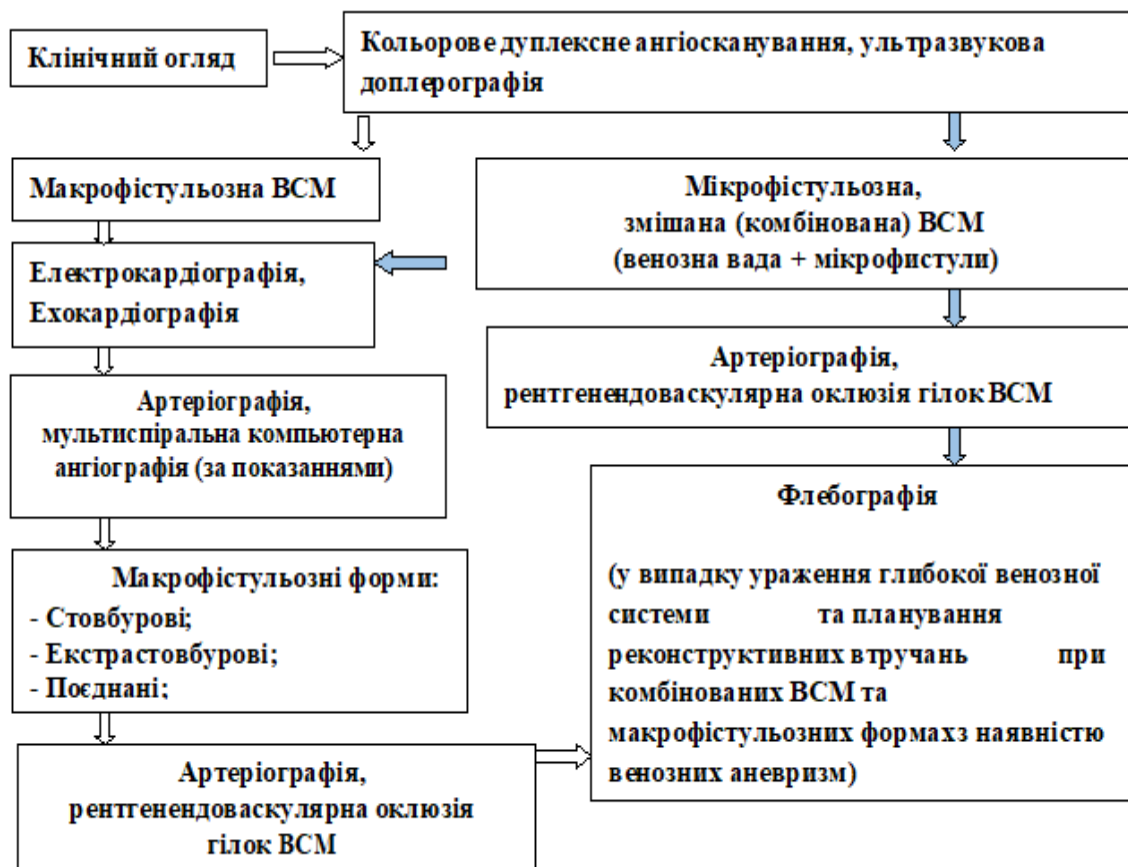 Клінічний огляд
Кольорове дуплексне ангіосканування, ультразвукова
доплерографія
Макрофістульозна ВСМ
Мікрофістульозна,
змішана (комбінована) ВСМ
(венозна вада + мікрофистули)
Електрокардіографія,
Ехокардіографія
Артеріографія,
рентгенендоваскулярна оклюзія гілок ВСМ
Артеріографія,
мультиспіральна компьютерна
ангіографія (за показаннями)
Флебографія
(у випадку ураження глибокої венозної
системи та планування
реконструктивних втручань при
комбінованих ВСМ та
макрофістульозних формахз наявністю
венозних аневризм)
Макрофістульозні форми:
- Стовбурові;
- Екстрастовбурові;
- Поєднані;
Артеріографія,
рентгенендоваскулярна оклюзія
гілок ВСМ